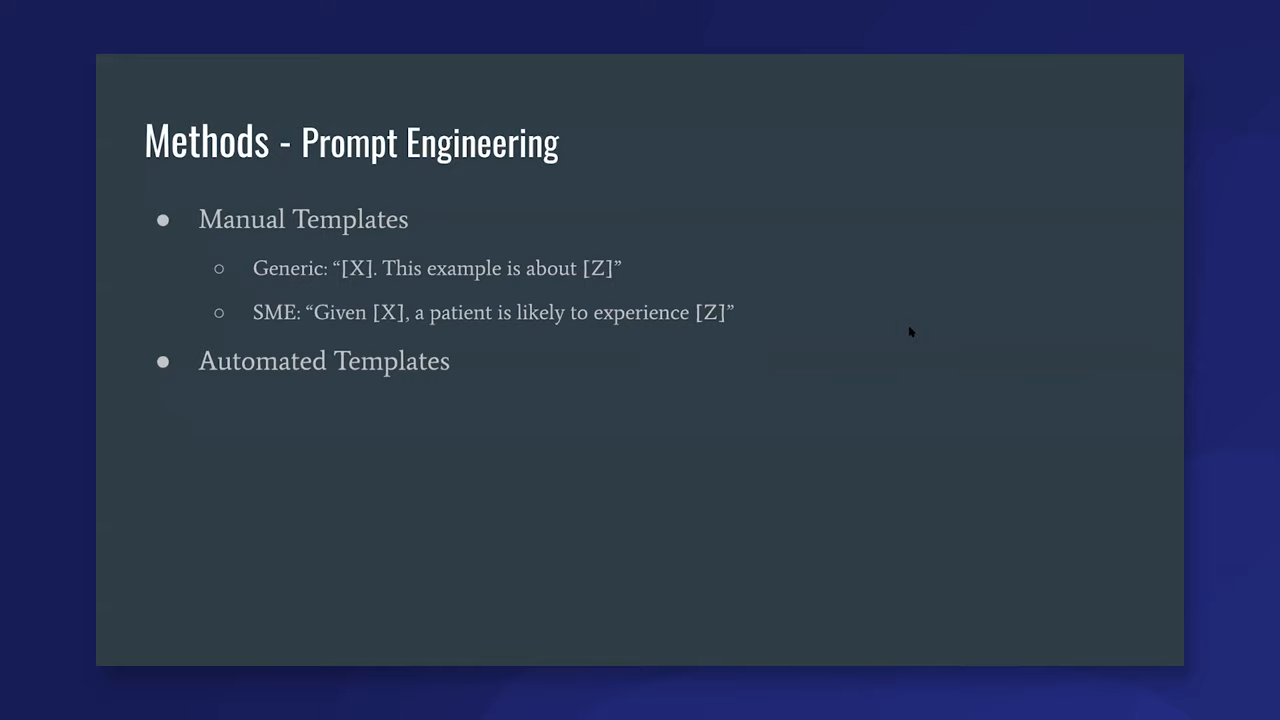 Methods - Prompt Engineering
● Manual Templates
○ Generic: “[X]. This example is about [Z]”
○ SME: “Given [X], a patient is likely to experience [Z]”
● Automated Templates